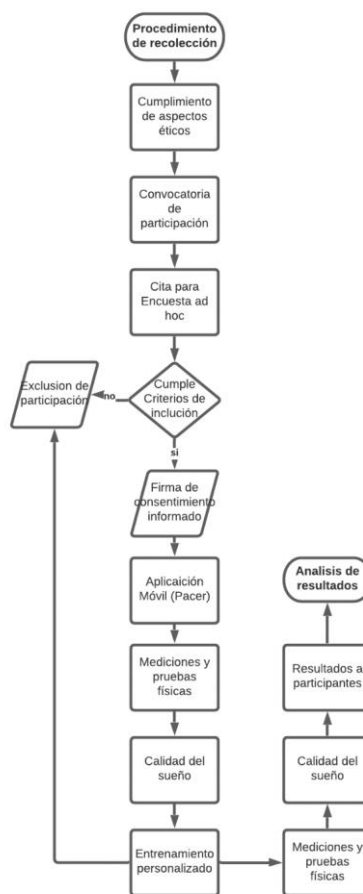 Procedimiento
de recolección
Cumplimiento
de aspectos
éticos
Convocatoria
de
participación
Cita para
Encuesta ad
hoc
Cumple
Criterios de
inclución
Exclusion de
participación
no
si
Firma de
consentimiento
informado
Aplicaición
Móvil (Pacer)
Mediciones y
pruebas
físicas
Calidad del
sueño
Entrenamiento
personalizado
Mediciones y
pruebas
físicas
Calidad del
sueño
Resultados a
participantes
Analisis de
resultados